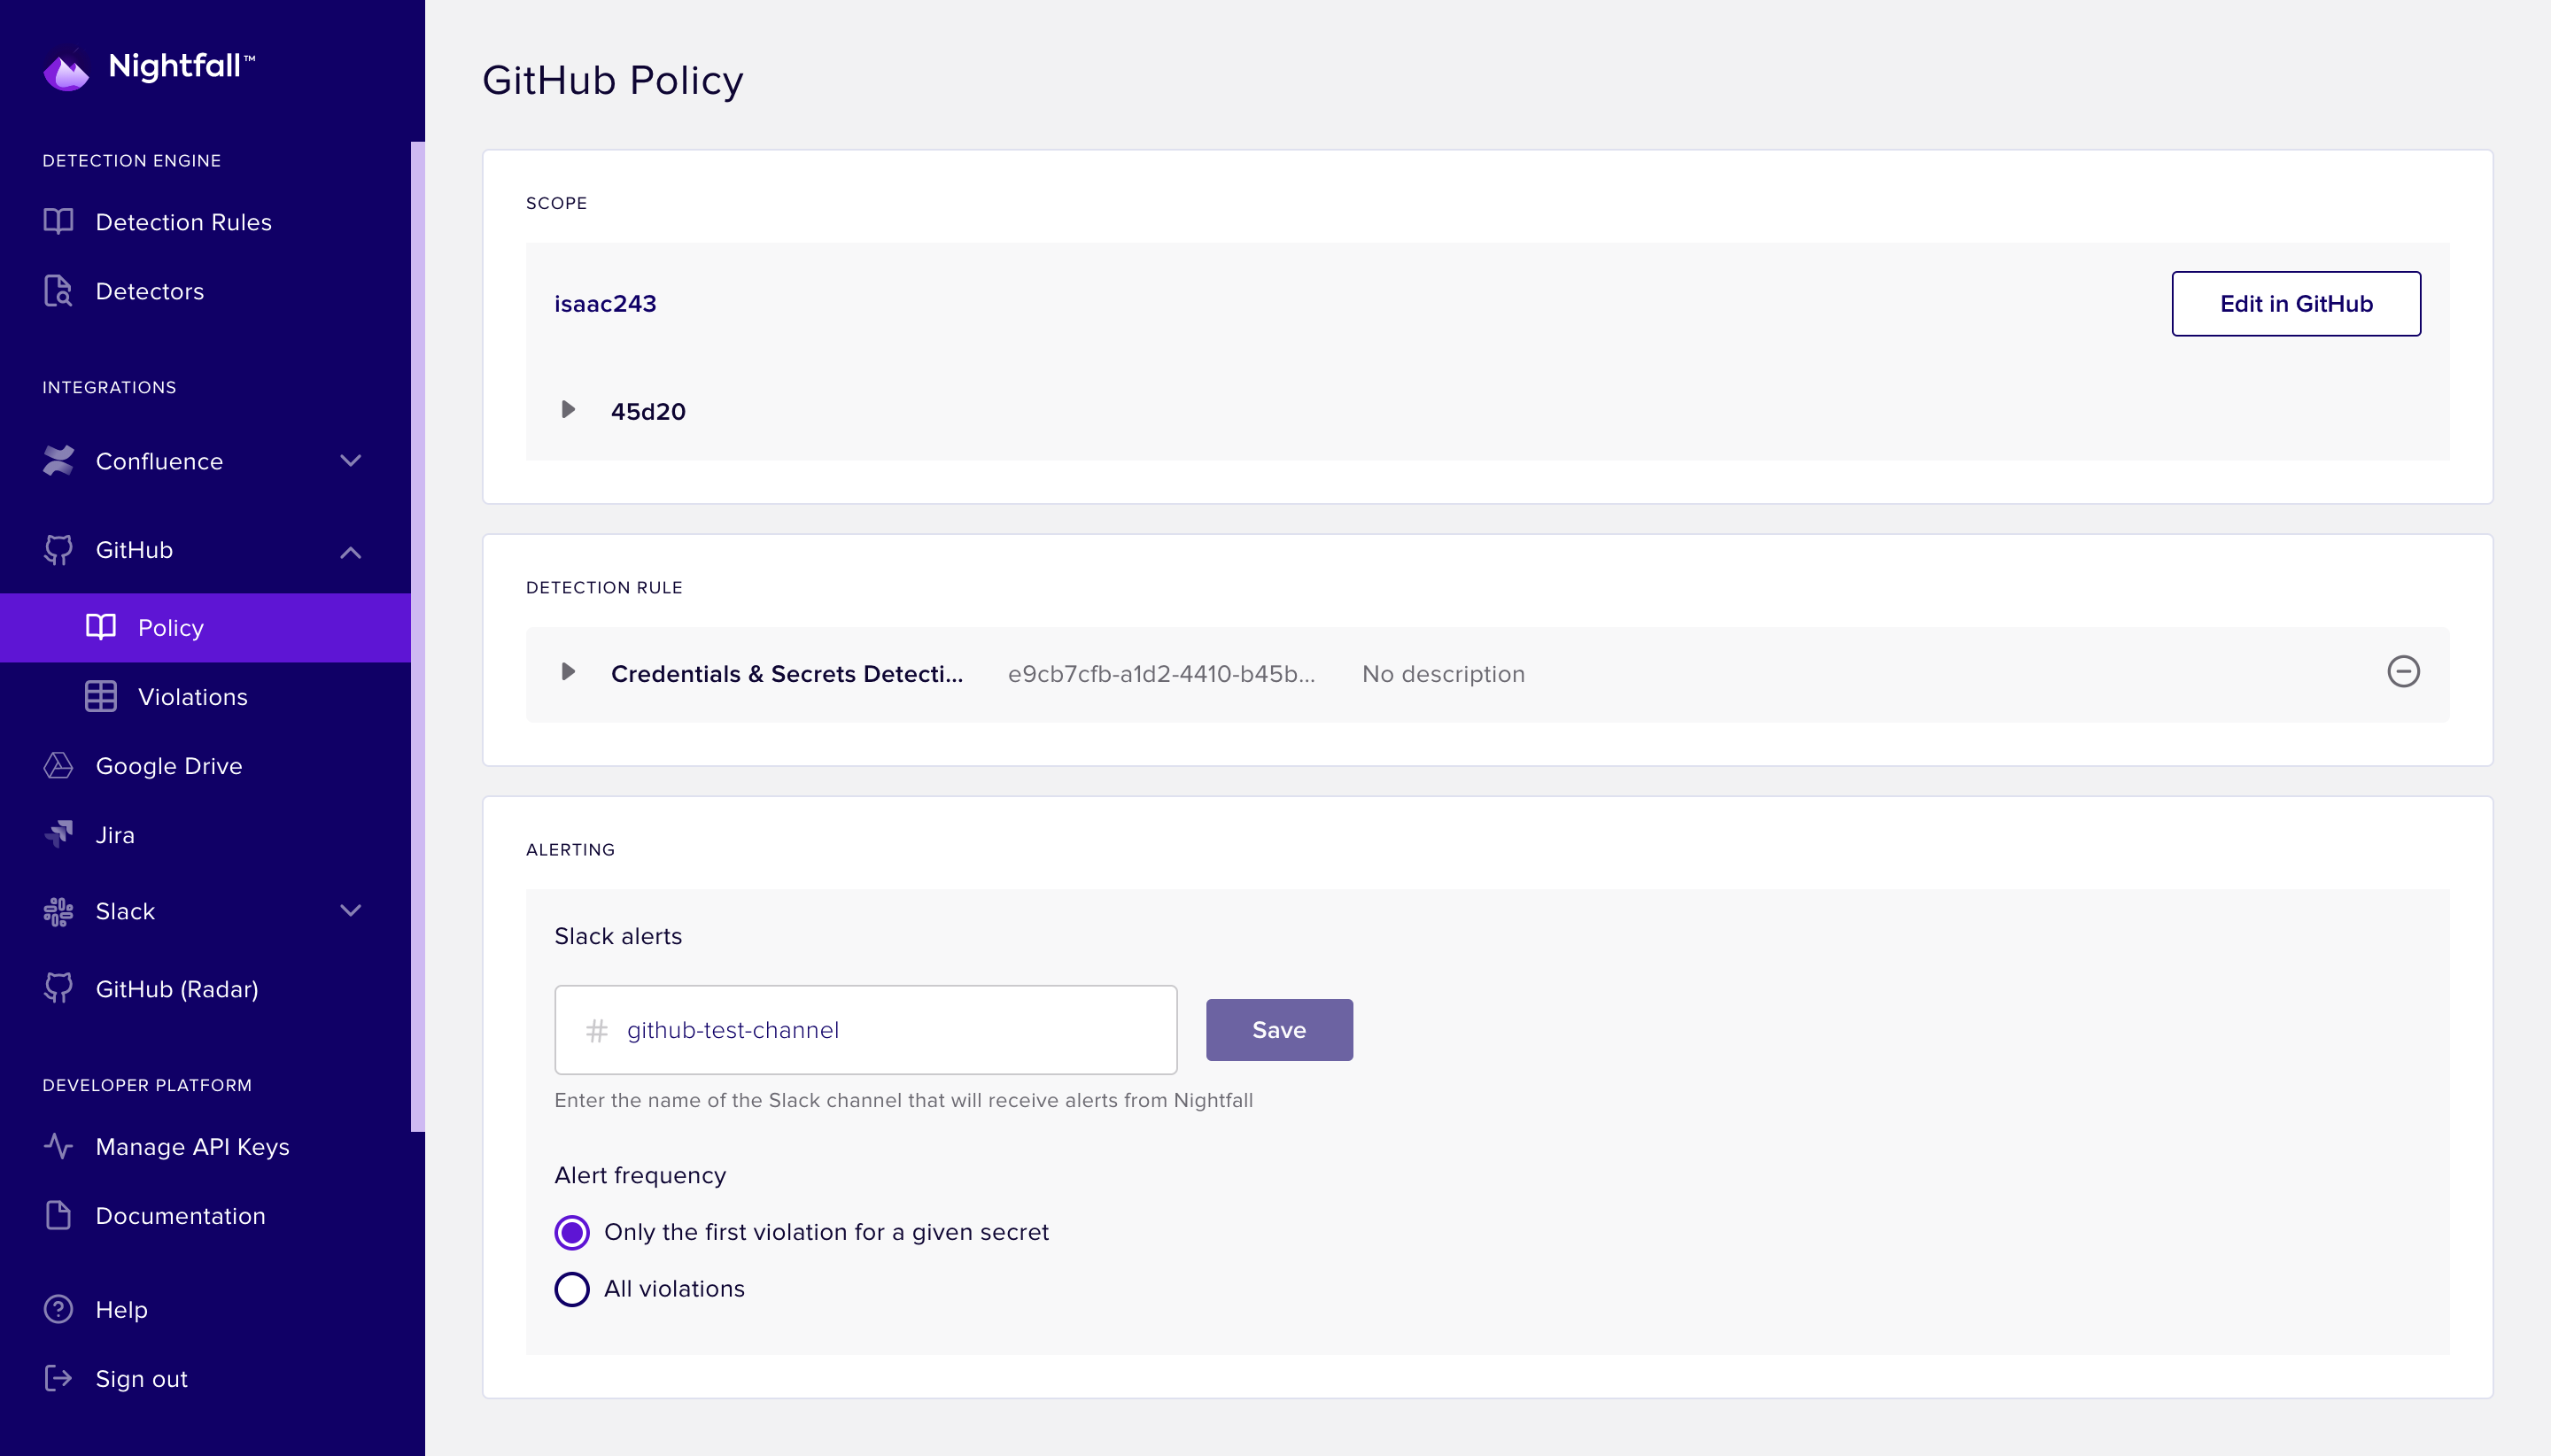 Nightfall™
DETECTION ENGINE
Detection Rules
Detectors
INTEGRATIONS
Confluence
GitHub
Policy
Violations
Google Drive
Jira
Slack
GitHub (Radar)
DEVELOPER PLATFORM
Manage API Keys
Documentation
Help
Sign out
GitHub Policy
SCOPE
isaac243
Edit in GitHub
45d20
DETECTION RULE
Credentials & Secrets Detecti... e9cb7cfb-a1d2-4410-b45b... No description
ALERTING
Slack alerts
# github-test-channel
Save
Enter the name of the Slack channel that will receive alerts from Nightfall
Alert frequency
Only the first violation for a given secret
All violations